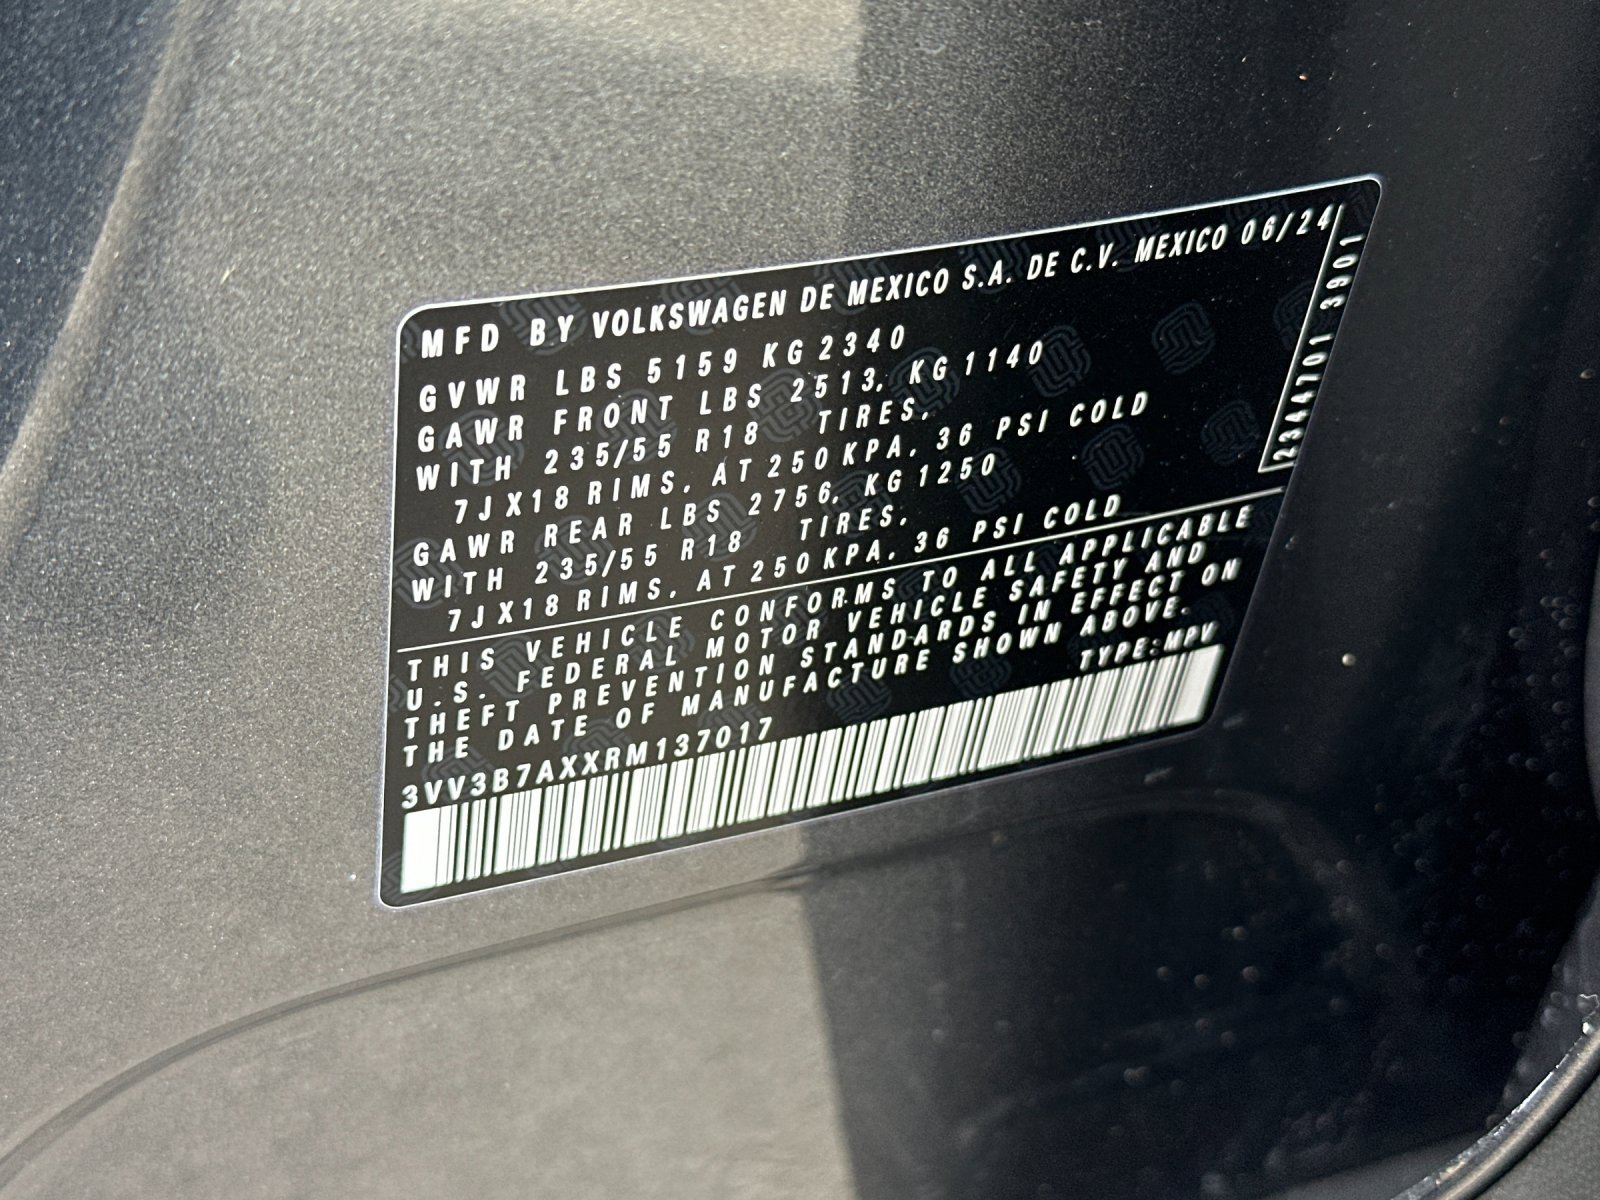 MFD BY VOLKSWAGEN DE MEXICO S.A. DE C.V. MEXICO 06/24
GVWR LBS 5159 KG 2340
GAWR FRONT LBS 2513, KG 1140
WITH 235/55 R18 TIRES,
7JX18 RIMS, AT 250 KPA, 36 PSI COLD
GAWR REAR LBS 2756, KG 1250
WITH 235/55 R18 TIRES,
7JX18 RIMS, AT 250 KPA, 36 PSI COLD
THIS VEHICLE CONFORMS TO ALL APPLICABLE
U.S. FEDERAL MOTOR VEHICLE SAFETY AND
THEFT PREVENTION STANDARDS IN EFFECT ON
THE DATE OF MANUFACTURE SHOWN ABOVE.
3VV3B7AXXRM137017 TYPE:MPV
2344701 3901